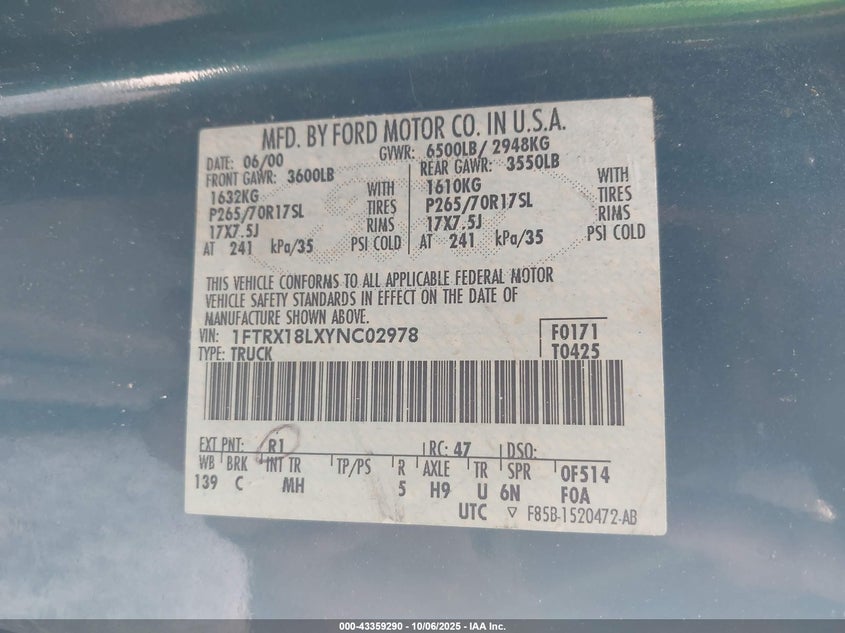 MFD. BY FORD MOTOR CO. IN U.S.A.
DATE: 06/00 GVWR: 6500LB/ 2948KG
FRONT GAWR: 3600LB REAR GAWR: 3550LB
1632KG WITH 1610KG WITH
P265/70R17SL TIRES P265/70R17SL TIRES
17X7.5J RIMS 17X7.5J RIMS
AT 241 kPa/35 PSI COLD AT 241 kPa/35 PSI COLD
THIS VEHICLE CONFORMS TO ALL APPLICABLE FEDERAL MOTOR
VEHICLE SAFETY STANDARDS IN EFFECT ON THE DATE OF
MANUFACTURE SHOWN ABOVE.
VIN: 1FTRX18LXYNC02978 F0171
TYPE: TRUCK T0425
EXT PNT: R1 RC: 47 DSO:
WB BRK INT TR TP/PS R AXLE TR SPR 0F514
139 C MH 5 H9 U 6N F0A
UTC ▽ F85B-1520472-AB
000-43359290 - 10/06/2025 - IAA Inc.